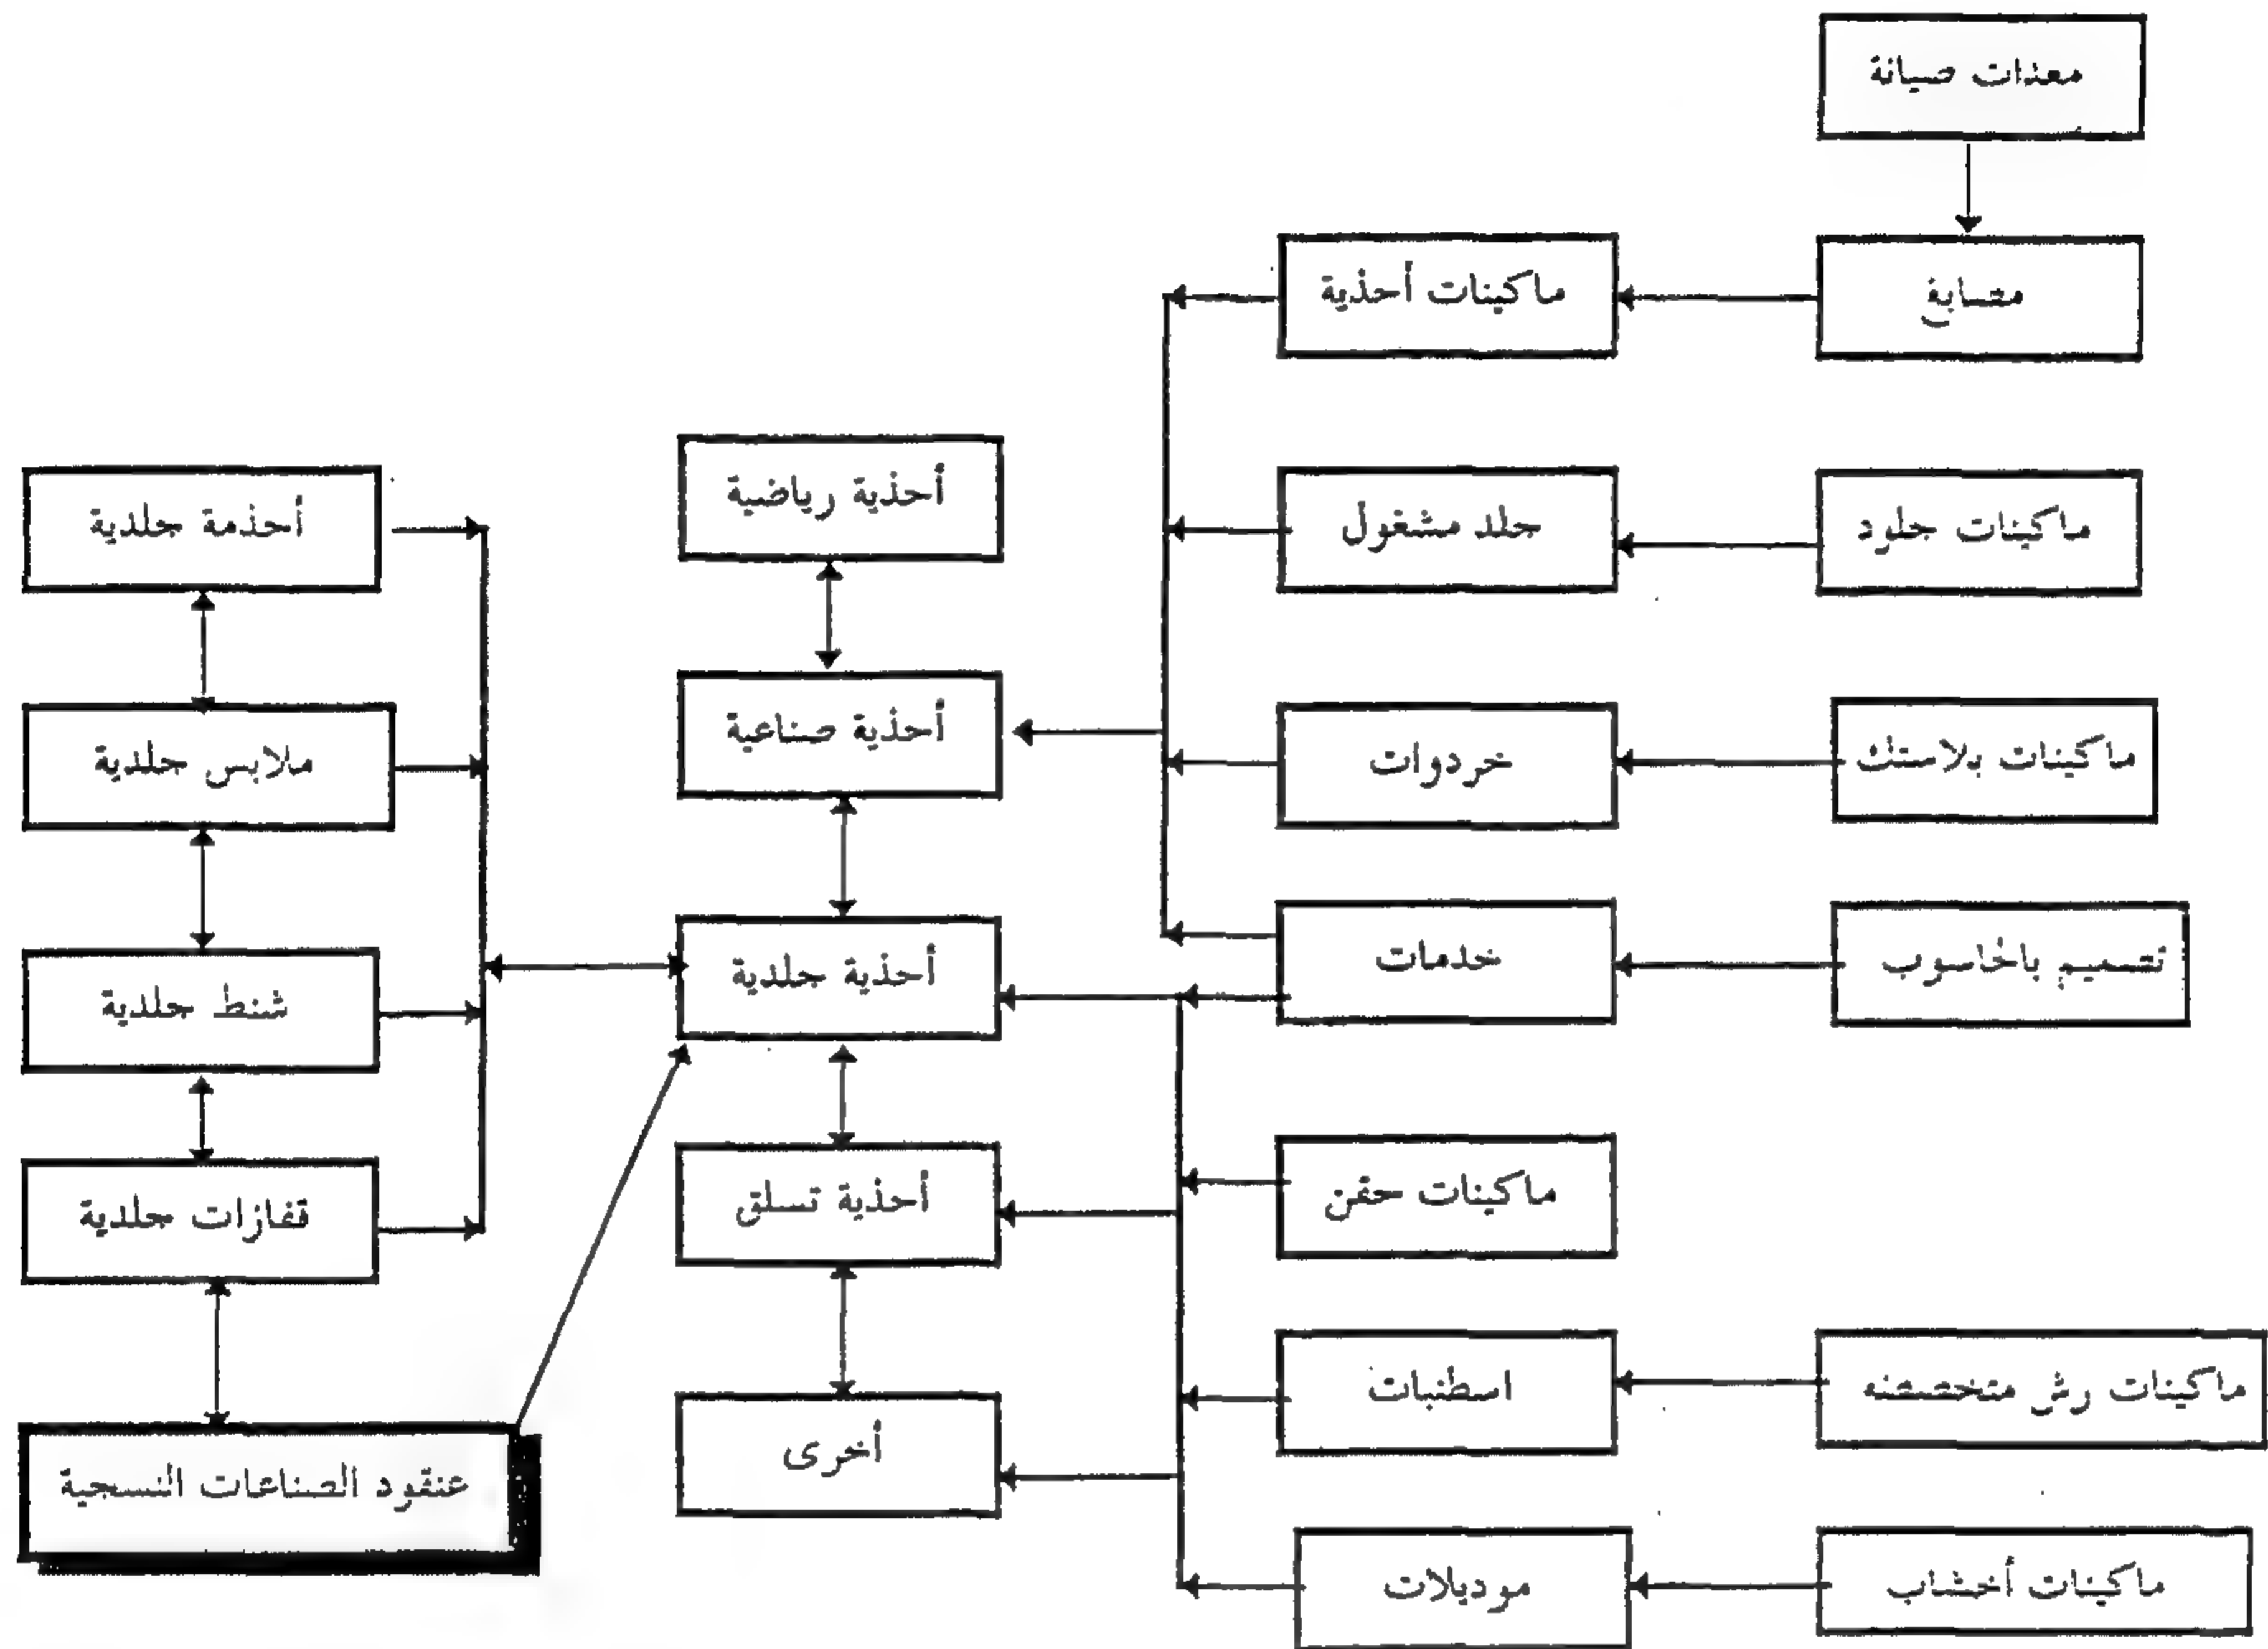 معدات صيانة
مصابغ
ماكينات جلود
ماكينات بلاستك
تصميم بالحاسوب
ماكينات رش متخصصه
ماكينات أخشاب
ماكينات أحذية
جلد مشغول
خردوات
خدمات
ماكينات حقن
اسطنبات
موديلات
أحذية رياضية
أحذية صناعية
أحذية جلدية
أحذية تسلق
أخرى
أحذمة جلدية
ملابس جلدية
شنط جلدية
قفازات جلدية
عنقود الصناعات النسجية